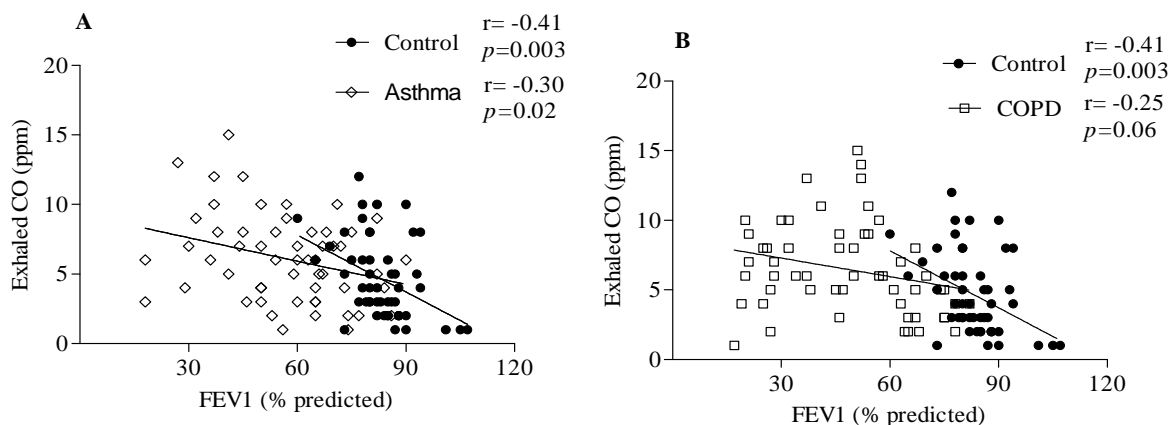 A
Control
r= -0.41
p=0.003
Asthma
r= -0.30
p=0.02
20
15
10
5
0
Exhaled CO (ppm)
30
60
90
120
FEV1 (% predicted)
B
Control
r= -0.41
p=0.003
COPD
r= -0.25
p=0.06
20
15
10
5
0
Exhaled CO (ppm)
30
60
90
120
FEV1 (% predicted)